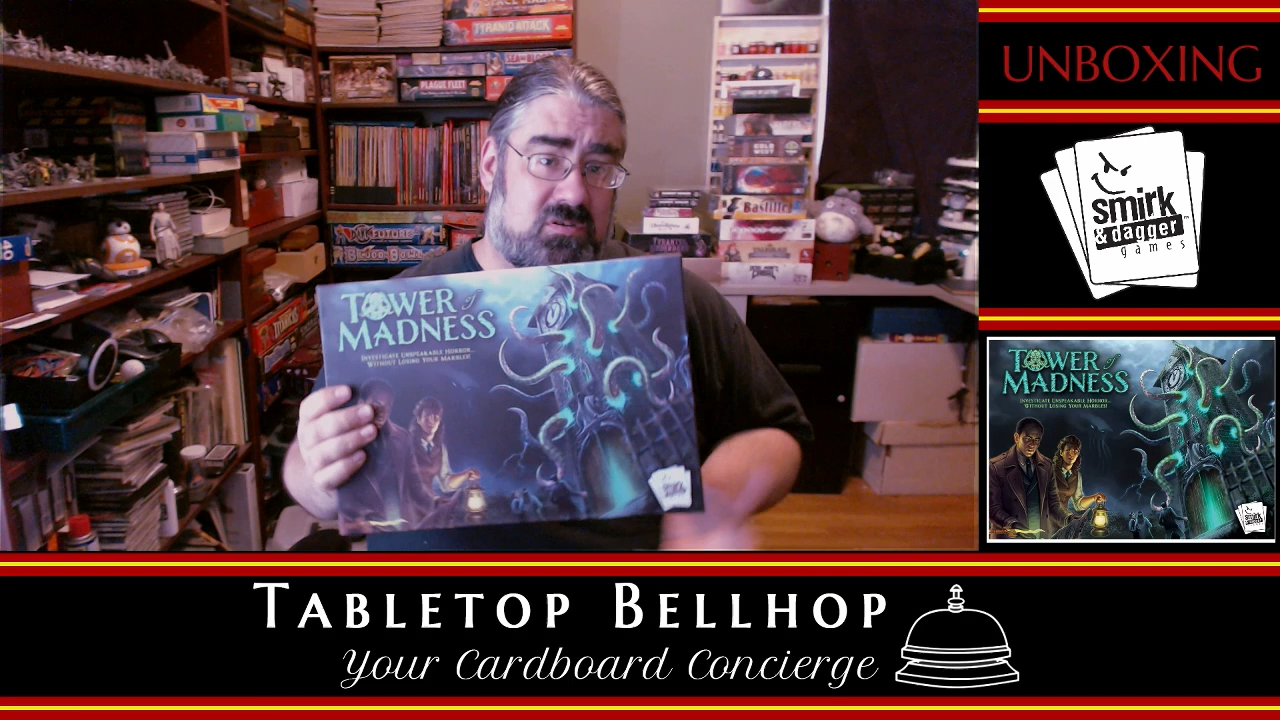 TYRANID ATTACK
PLAGUE FLEET
Bastille
TOWER of
MADNESS
INVESTIGATE UNSPEAKABLE HORROR...
WITHOUT LOSING YOUR MARBLES!
UNBOXING
smirk
& dagger
games
TM
TOWER of
MADNESS
INVESTIGATE UNSPEAKABLE HORROR...
WITHOUT LOSING YOUR MARBLES!
TABLETOP BELLHOP
Your Cardboard Concierge